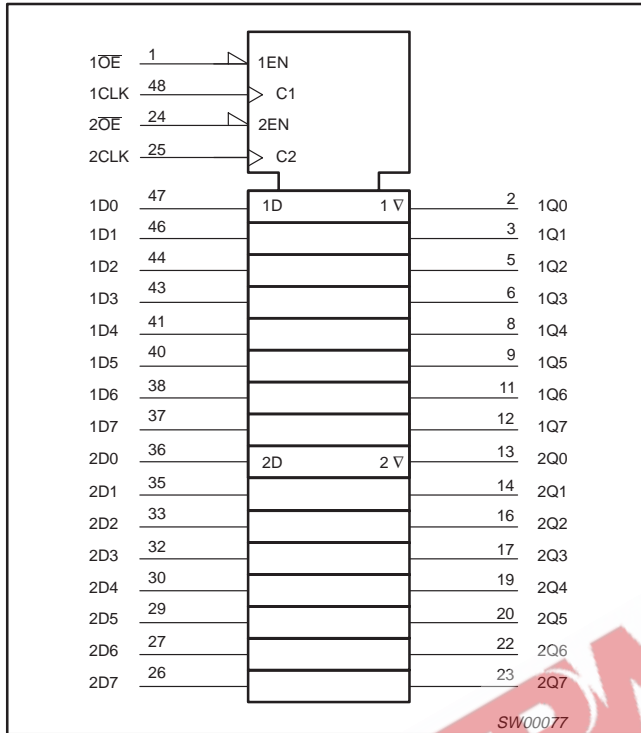 1OE 1 1EN
1CLK 48 C1
2OE 24 2EN
2CLK 25 C2
1D0 47 1D 1 ∇ 2 1Q0
1D1 46 3 1Q1
1D2 44 5 1Q2
1D3 43 6 1Q3
1D4 41 8 1Q4
1D5 40 9 1Q5
1D6 38 11 1Q6
1D7 37 12 1Q7
2D0 36 2D 2 ∇ 13 2Q0
2D1 35 14 2Q1
2D2 33 16 2Q2
2D3 32 17 2Q3
2D4 30 19 2Q4
2D5 29 20 2Q5
2D6 27 22 2Q6
2D7 26 23 2Q7
SW00077